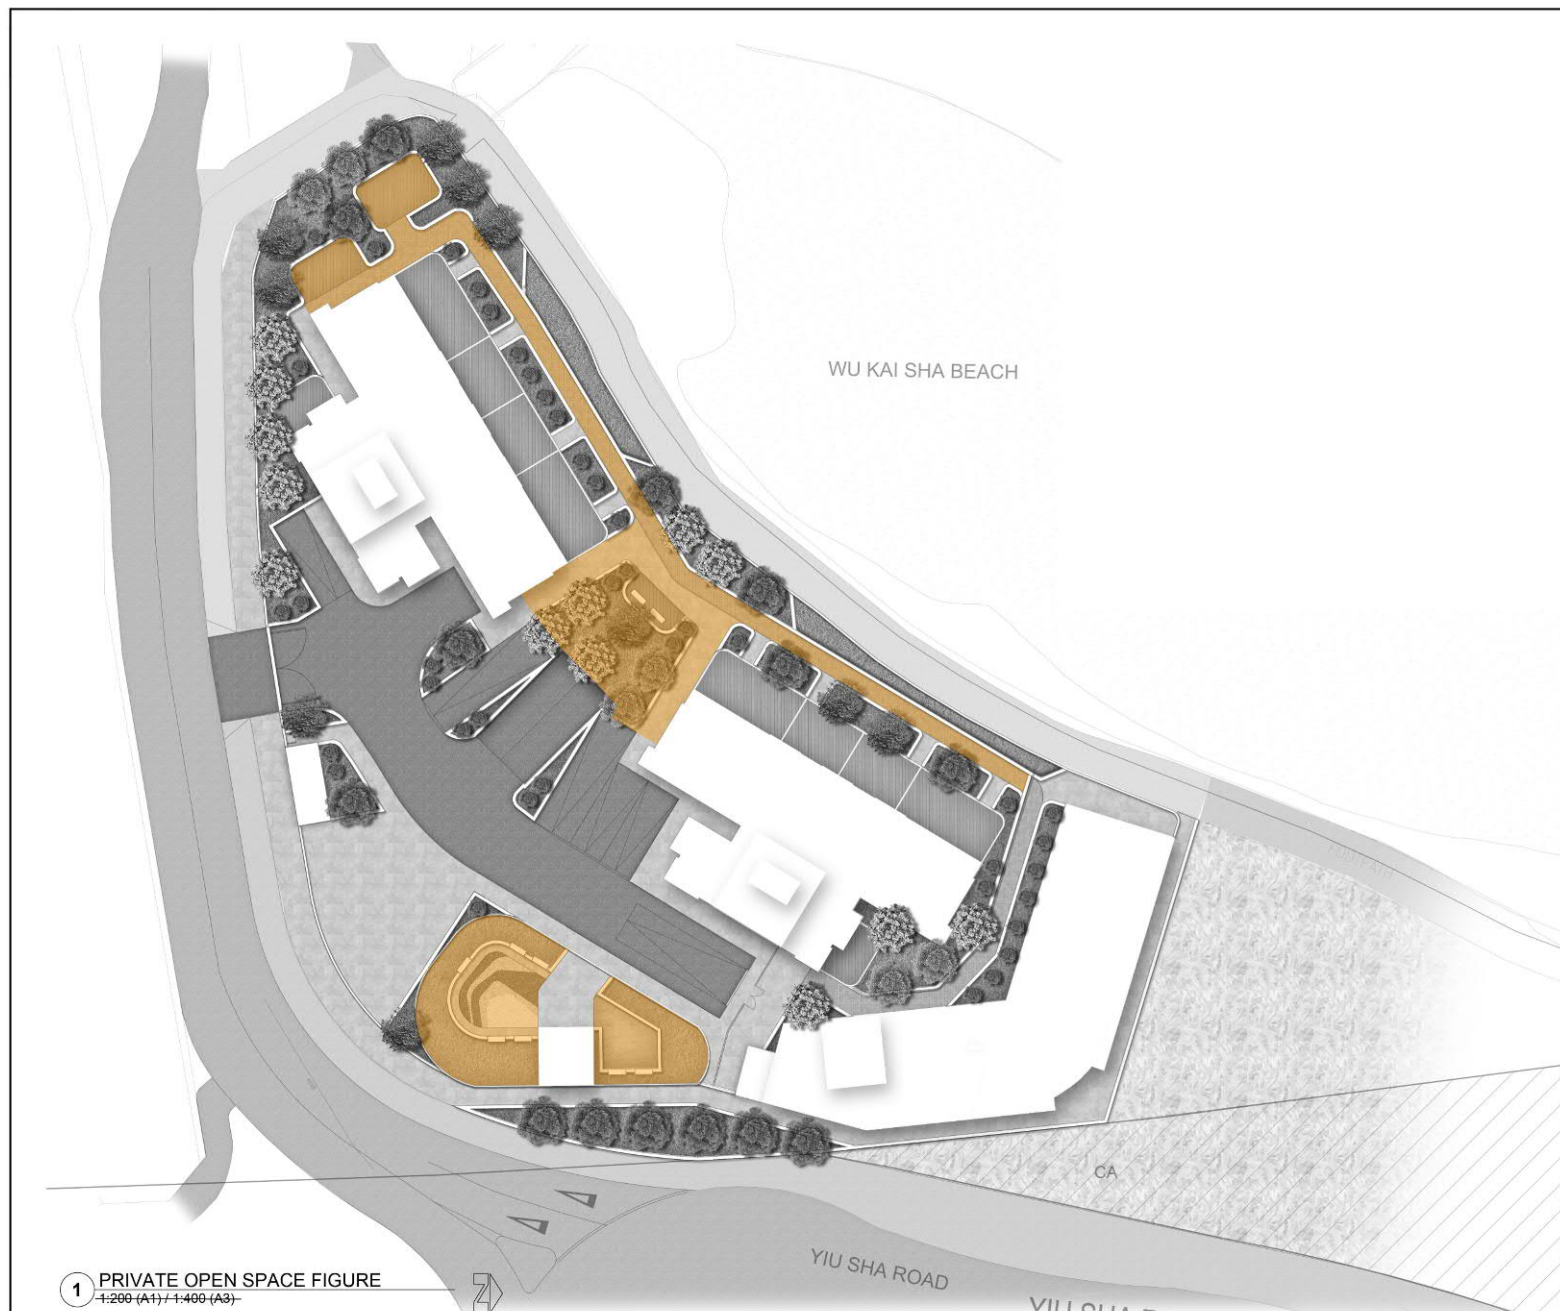 WU KAI SHA BEACH
CA
YIU SHA ROAD
1 PRIVATE OPEN SPACE FIGURE
1:200 (A1) / 1:400 (A3)